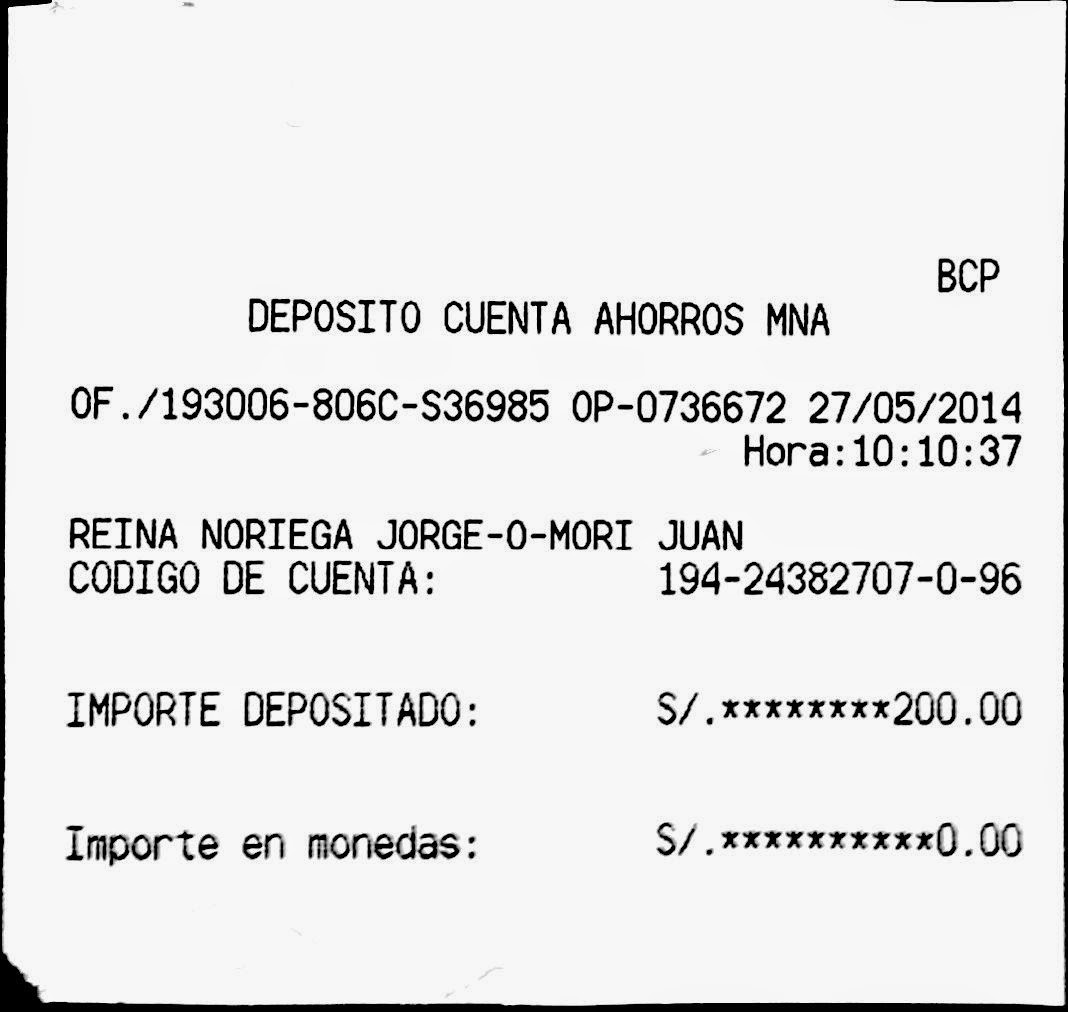 BCP
DEPOSITO CUENTA AHORROS MNA
OF./193006-806C-S36985 OP-0736672 27/05/2014
Hora:10:10:37
REINA NORIEGA JORGE-O-MORI JUAN
CODIGO DE CUENTA: 194-24382707-0-96
IMPORTE DEPOSITADO: S/.********200.00
Importe en monedas: S/.**********0.00